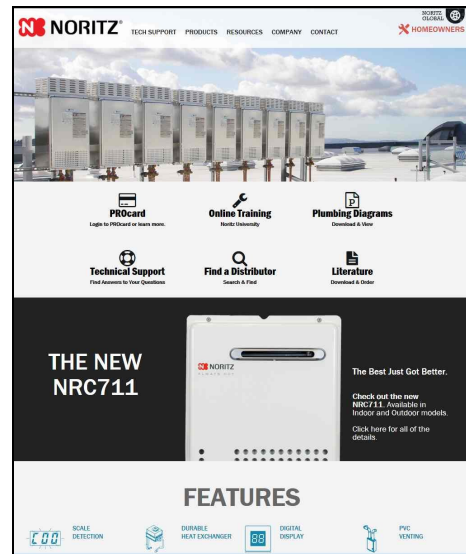 NORITZ
GLOBAL
NORITZ®
TECH SUPPORT PRODUCTS RESOURCES COMPANY CONTACT
HOMEOWNERS
PROcard
Login to PROcard or learn more.
Online Training
Noritz University
Plumbing Diagrams
Download & View
Technical Support
Find Answers to Your Questions
Find a Distributor
Search & Find
Literature
Download & Order
THE NEW
NRC711
NORITZ
The Best Just Got Better.
Check out the new
NRC711. Available in
Indoor and Outdoor models.
Click here for all of the
details.
FEATURES
C00
SCALE
DETECTION
DURABLE
HEAT EXCHANGER
88
DIGITAL
DISPLAY
PVC
VENTING